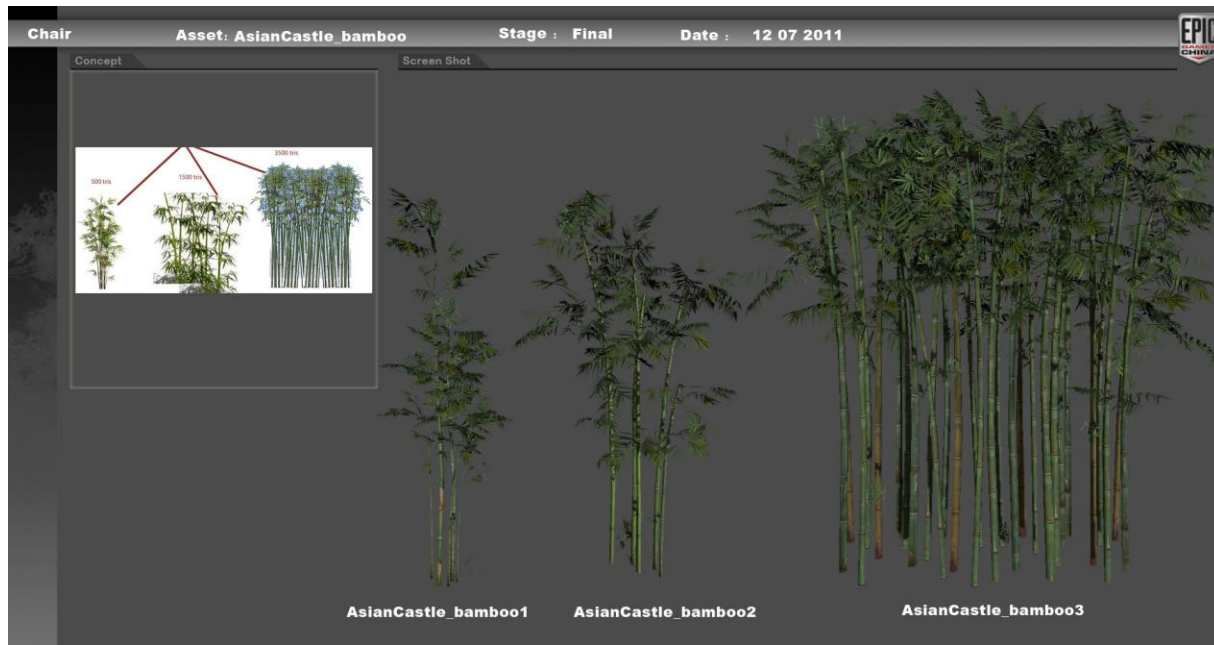 Chair Asset: AsianCastle_bamboo Stage : Final Date : 12 07 2011
EPIC
GAMES
CHINA
Concept Screen Shot
500 tris
1500 tris
3500 tris
AsianCastle_bamboo1
AsianCastle_bamboo2
AsianCastle_bamboo3